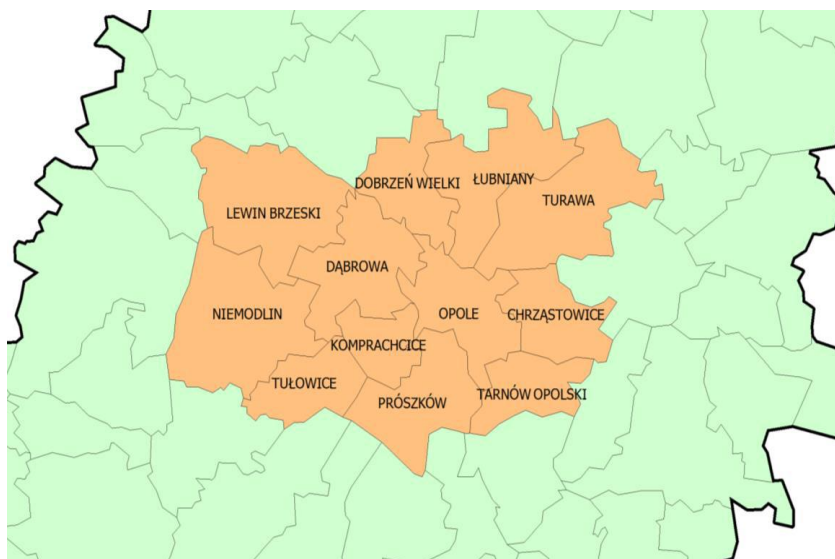 DOBRZEŃ WIELKI
ŁUBNIANY
TURAWA
LEWIN BRZESKI
DĄBROWA
NIEMODLIN
OPOLE
CHRZĄSTOWICE
KOMPRACHCICE
TUŁOWICE
PRÓSZKÓW
TARNÓW OPOLSKI